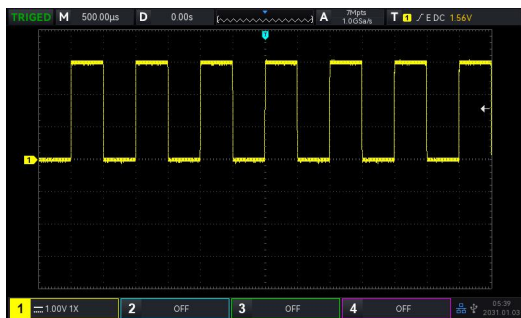 TRIGED M 500.00µs D 0.00s A 7Mpts 1.0GSa/s T 1 E DC 1.56V
T
1
1 1.00V 1X 2 OFF 3 OFF 4 OFF 05:39
2031.01.03